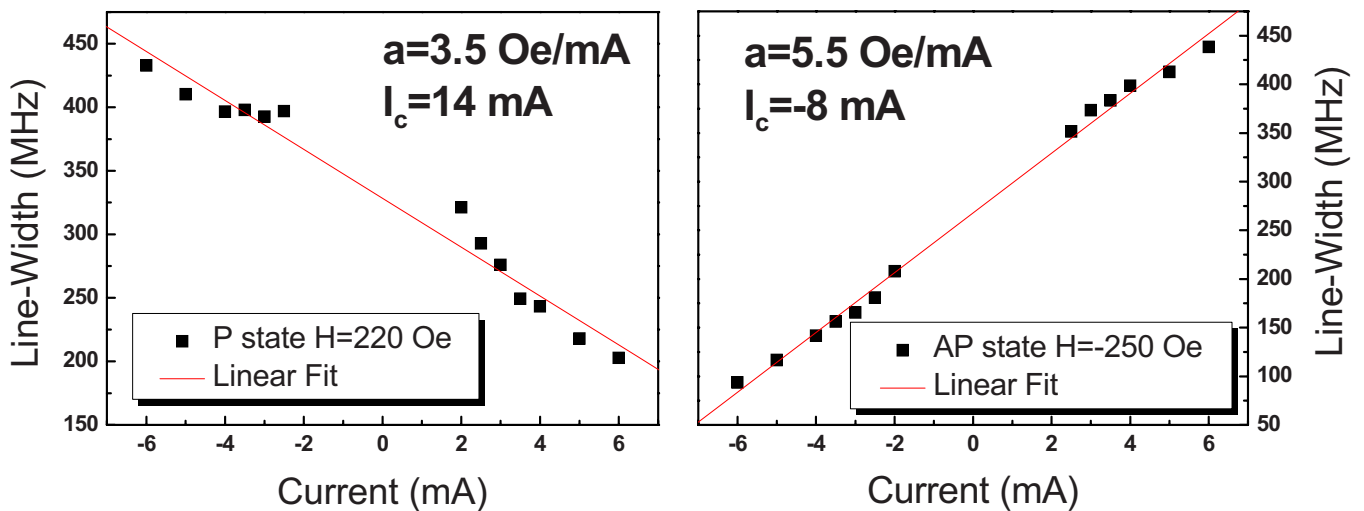 a=3.5 Oe/mA
I_c=14 mA
450
400
350
300
250
200
150
Line-Width (MHz)
P state H=220 Oe
Linear Fit
-6 -4 -2 0 2 4 6
Current (mA)
a=5.5 Oe/mA
I_c=-8 mA
450
400
350
300
250
200
150
100
50
Line-Width (MHz)
AP state H=-250 Oe
Linear Fit
-6 -4 -2 0 2 4 6
Current (mA)